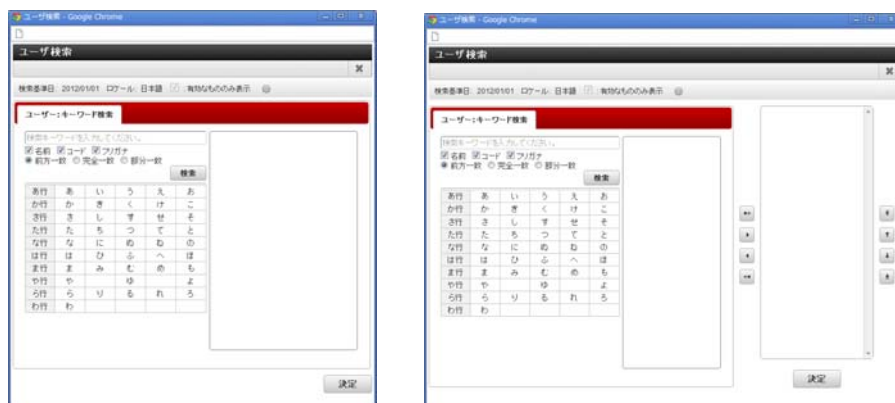 ユーザ検索 - Google Chrome
ユーザ検索
検索基準日: 2012/01/01 ロケール: 日本語 : 有効なもののみ表示
ユーザー:キーワード検索
検索キーワードを入力してください。
名前 コード フリガナ
前方一致 完全一致 部分一致
検索
あ行 あ い う え お
か行 か き く け こ
さ行 さ し す せ そ
た行 た ち つ て と
な行 な に ぬ ね の
は行 は ひ ふ へ ほ
ま行 ま み む め も
や行 や ゆ よ
ら行 ら り る れ ろ
わ行 わ
決定
ユーザ検索 - Google Chrome
ユーザ検索
検索基準日: 2012/01/01 ロケール: 日本語 : 有効なもののみ表示
ユーザー:キーワード検索
検索キーワードを入力してください。
名前 コード フリガナ
前方一致 完全一致 部分一致
検索
あ行 あ い う え お
か行 か き く け こ
さ行 さ し す せ そ
た行 た ち つ て と
な行 な に ぬ ね の
は行 は ひ ふ へ ほ
ま行 ま み む め も
や行 や ゆ よ
ら行 ら り る れ ろ
わ行 わ
決定